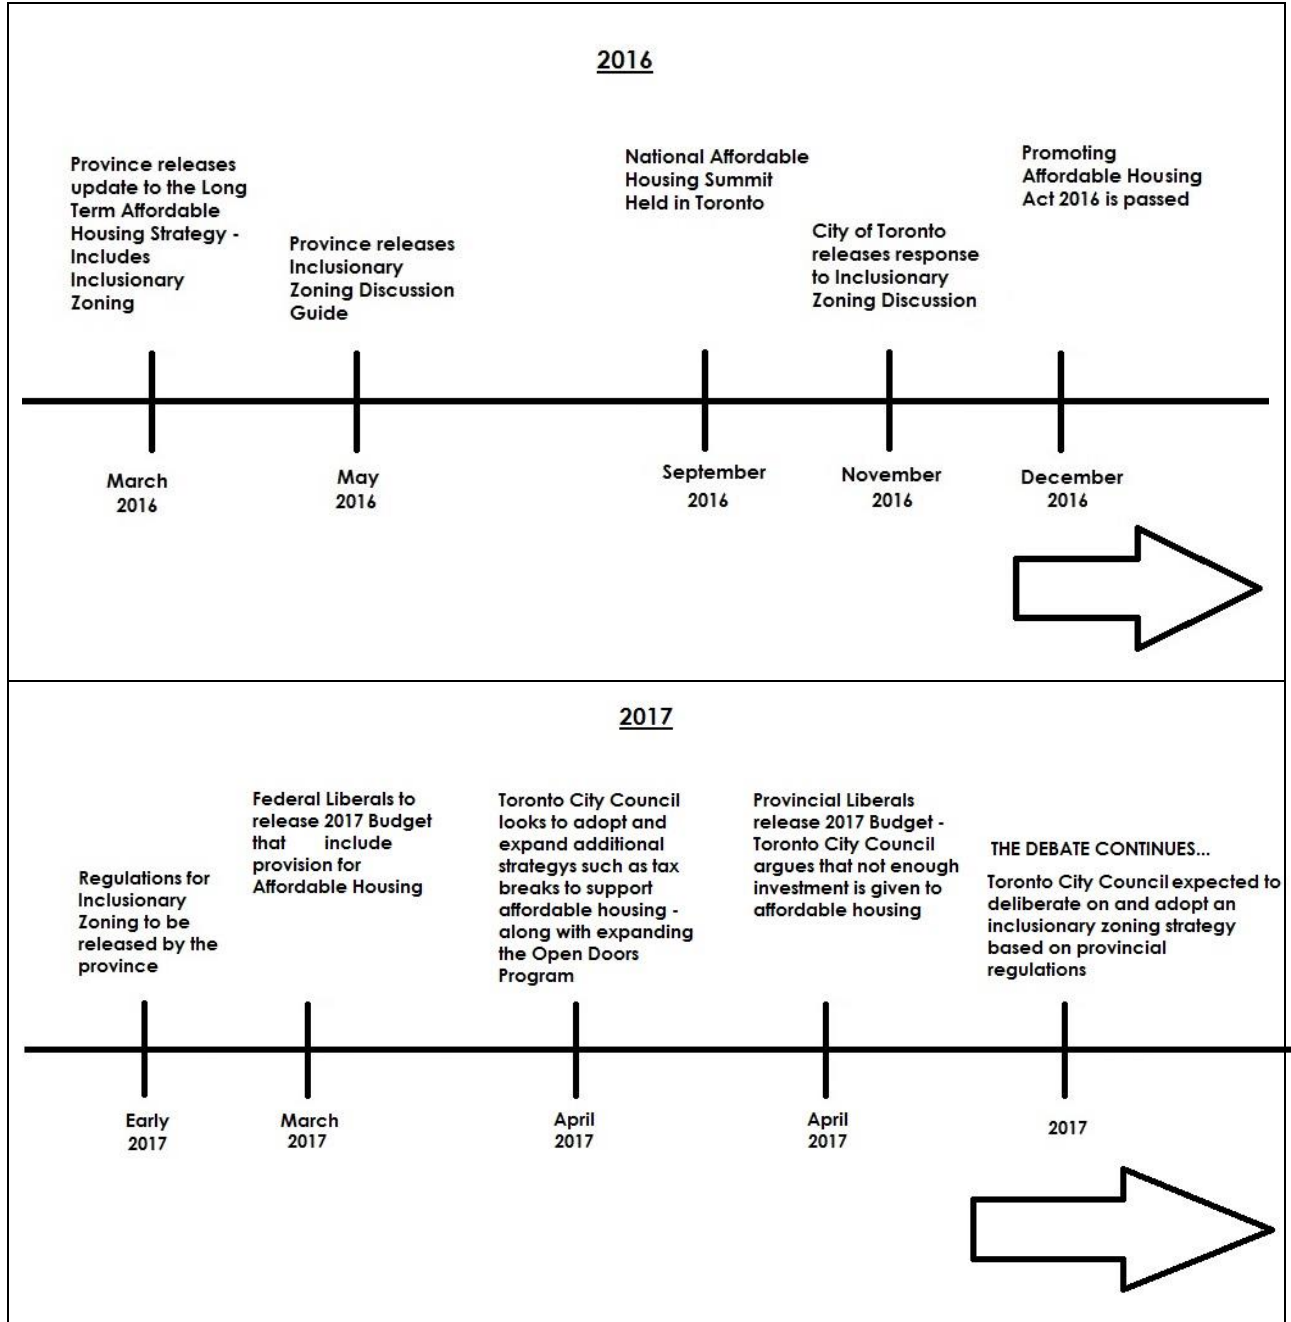 2016
Province releases
update to the Long
Term Affordable
Housing Strategy -
Includes
Inclusionary
Zoning
Province releases
Inclusionary
Zoning Discussion
Guide
National Affordable
Housing Summit
Held in Toronto
City of Toronto
releases response
to Inclusionary
Zoning Discussion
Promoting
Affordable Housing
Act 2016 is passed
March
2016
May
2016
September
2016
November
2016
December
2016
2017
Regulations for
Inclusionary
Zoning to be
released by the
province
Federal Liberals to
release 2017 Budget
that include
provision for
Affordable Housing
Toronto City Council
looks to adopt and
expand additional
strategys such as tax
breaks to support
affordable housing -
along with expanding
the Open Doors
Program
Provincial Liberals
release 2017 Budget -
Toronto City Council
argues that not enough
investment is given to
affordable housing
THE DEBATE CONTINUES...
Toronto City Council expected to
deliberate on and adopt an
inclusionary zoning strategy
based on provincial
regulations
Early
2017
March
2017
April
2017
April
2017
2017